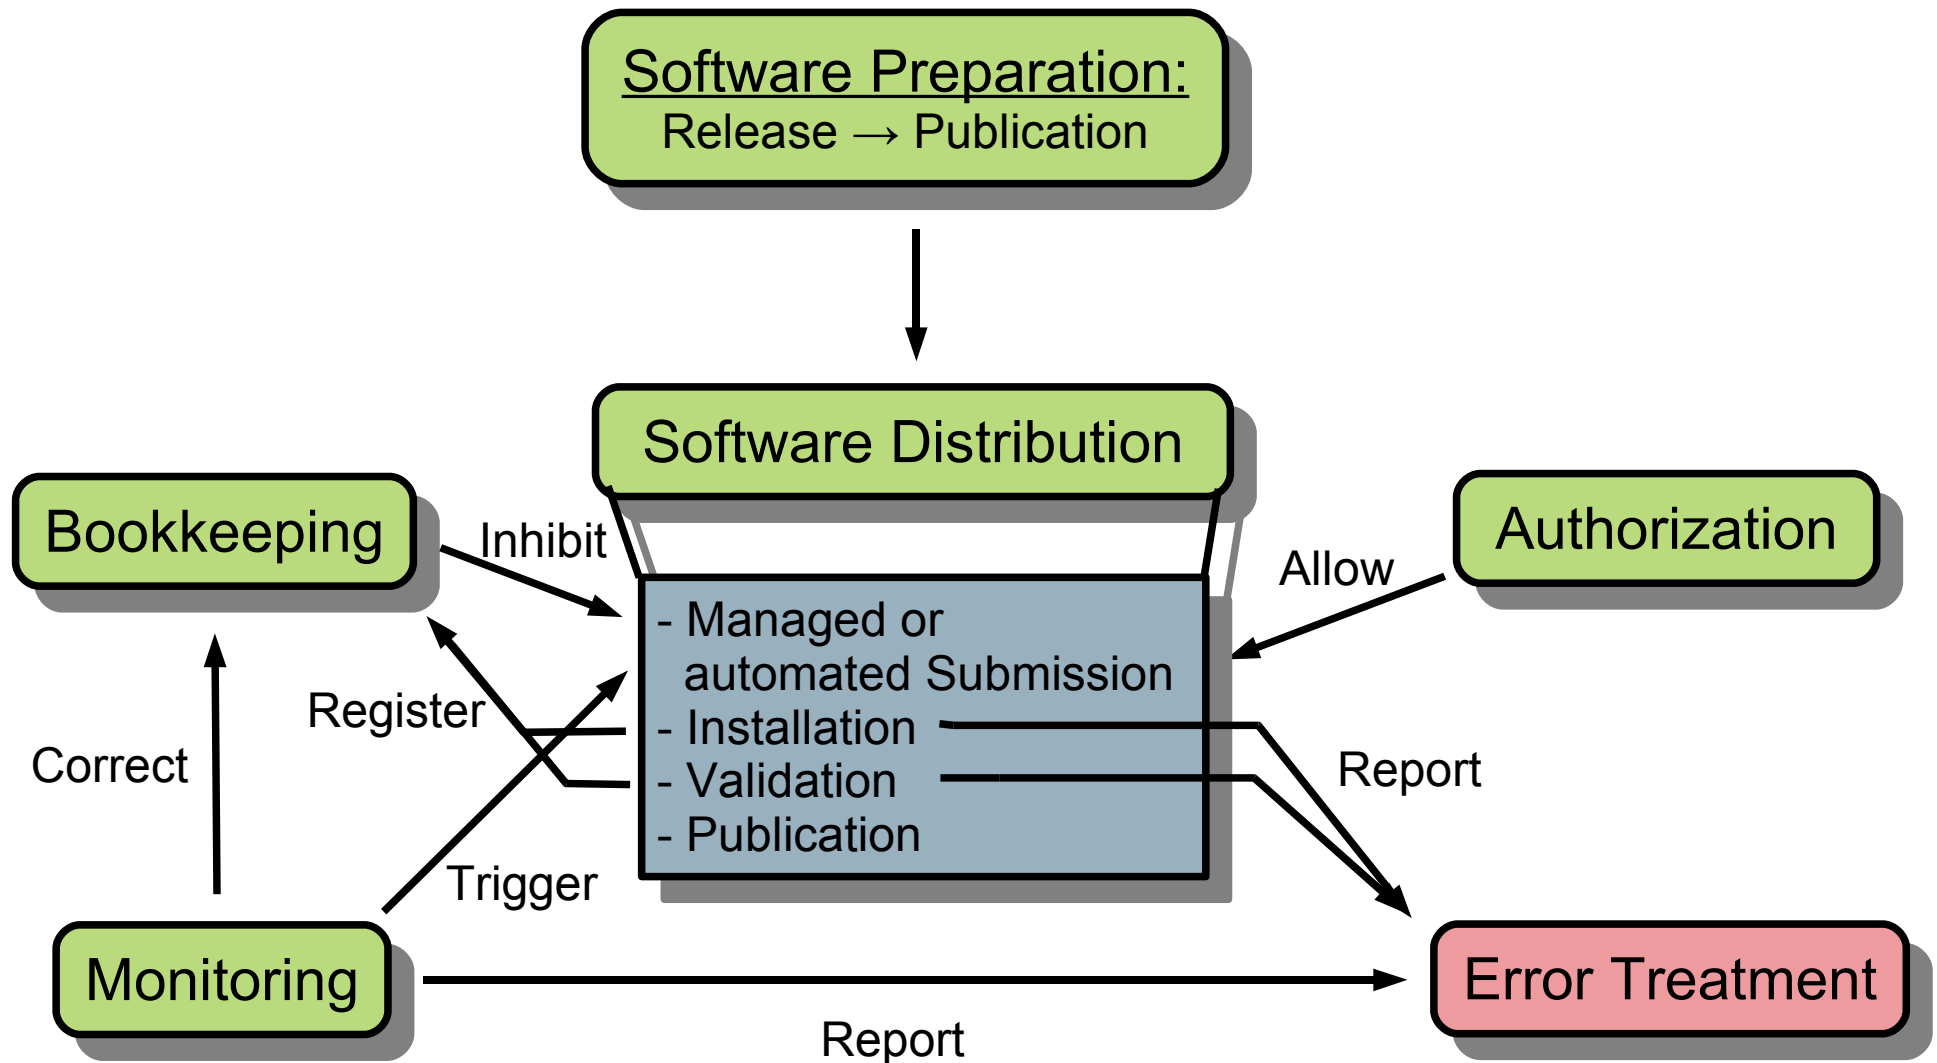 Software Preparation:
Release → Publication
Software Distribution
Bookkeeping
Inhibit
Authorization
Allow
- Managed or
automated Submission
- Installation
- Validation
- Publication
Register
Correct
Report
Trigger
Monitoring
Error Treatment
Report